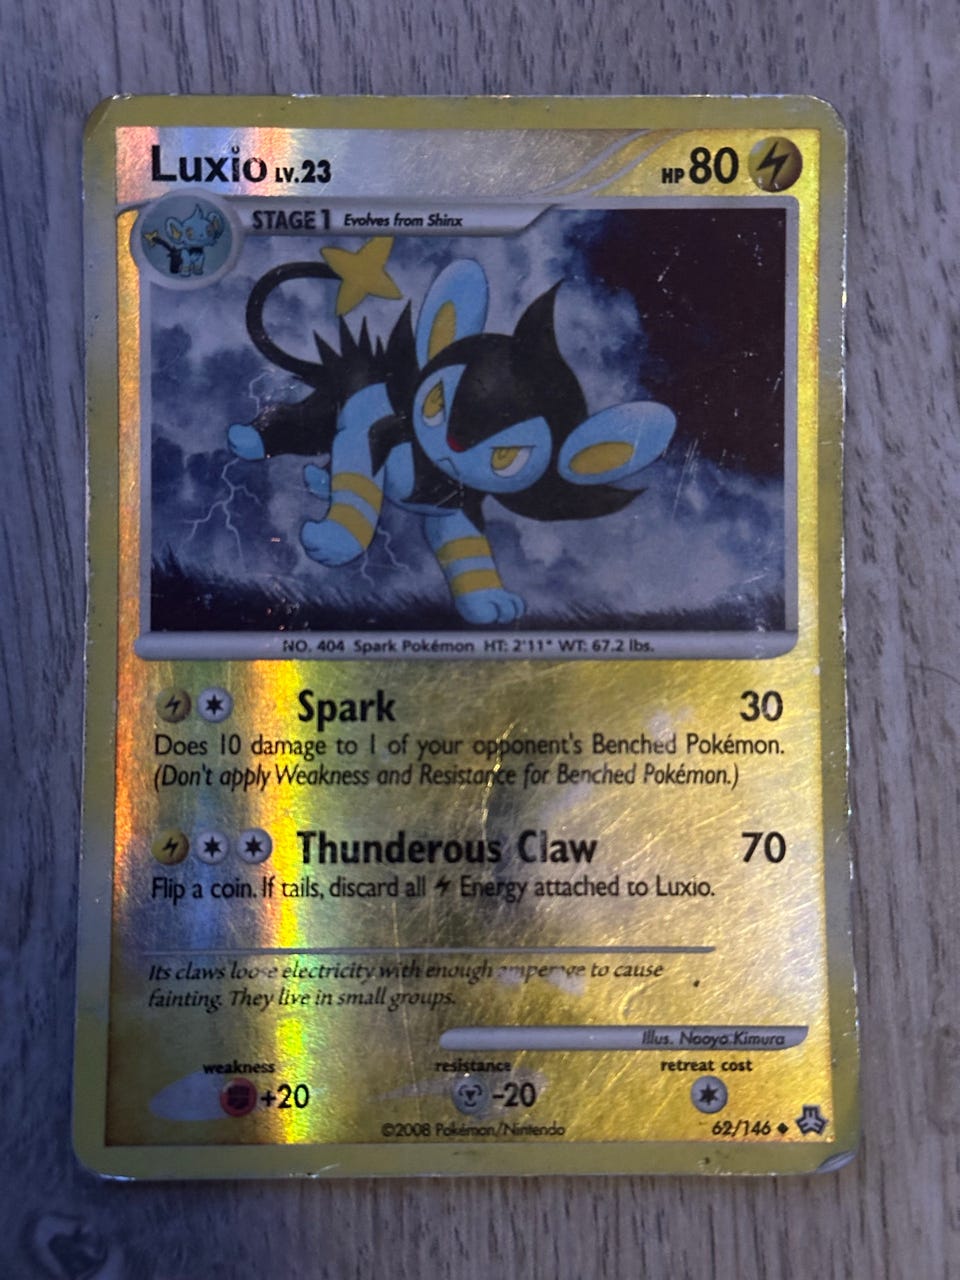 Luxio LV.23 HP 80
STAGE 1 Evolves from Shinx
NO. 404 Spark Pokémon HT: 2'11" WT: 67.2 lbs.
Spark 30
Does 10 damage to 1 of your opponent's Benched Pokémon.
(Don't apply Weakness and Resistance for Benched Pokémon.)
Thunderous Claw 70
Flip a coin. If tails, discard all Energy attached to Luxio.
Its claws loose electricity with enough amperage to cause
fainting. They live in small groups.
Illus. Naoyo Kimura
weakness resistance retreat cost
+20 -20
©2008 Pokémon/Nintendo 62/146